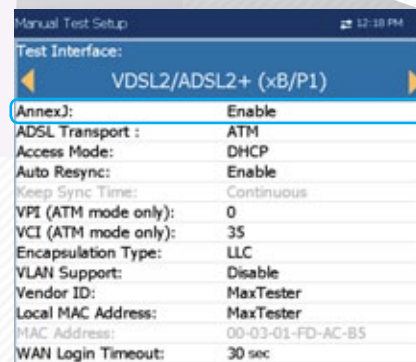 Manual Test Setup 12:18 PM
Test Interface:
VDSL2/ADSL2+ (xB/P1)
AnnexJ: Enable
ADSL Transport : ATM
Access Mode: DHCP
Auto Resync: Enable
Keep Sync Time: Continuous
VPI (ATM mode only): 0
VCI (ATM mode only): 35
Encapsulation Type: LLC
VLAN Support: Disable
Vendor ID: MaxTester
Local MAC Address: MaxTester
MAC Address: 00-03-01-FD-AC-B5
WAN Login Timeout: 30 sec